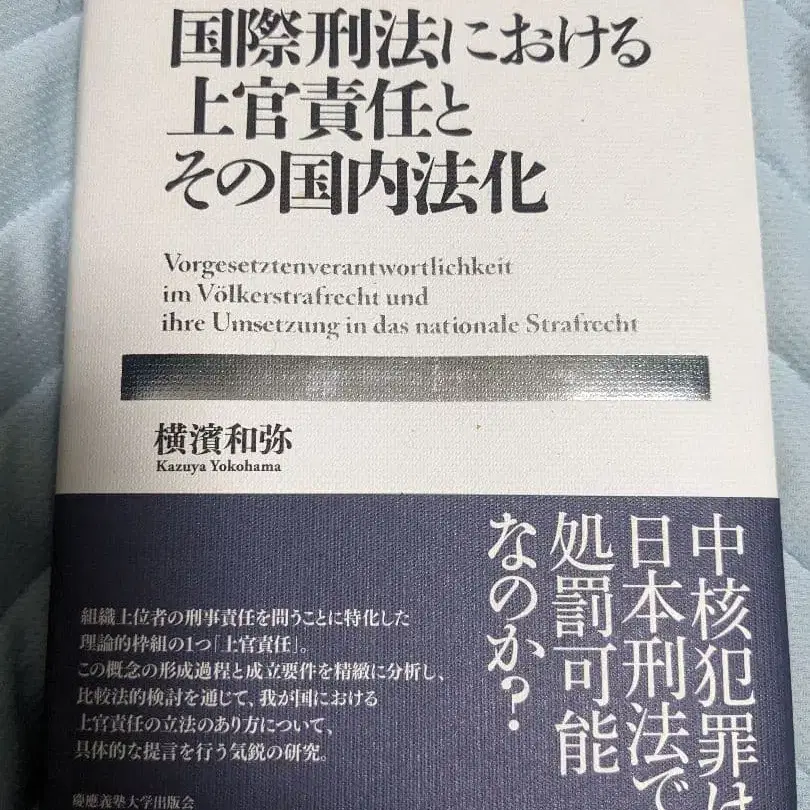 国際刑法における
上官責任と
その国内法化
Vorgesetztenverantwortlichkeit
im Völkerstrafrecht und
ihre Umsetzung in das nationale Strafrecht
横濱和弥
Kazuya Yokohama
中核犯罪は
日本刑法で
処罰可能
なのか?
組織上位者の刑事責任を問うことに特化した
理論的枠組の1つ「上官責任」。
この概念の形成過程と成立要件を精緻に分析し、
比較法的検討を通じて、我が国における
上官責任の立法のあり方について、
具体的な提言を行う気鋭の研究。
慶應義塾大学出版会